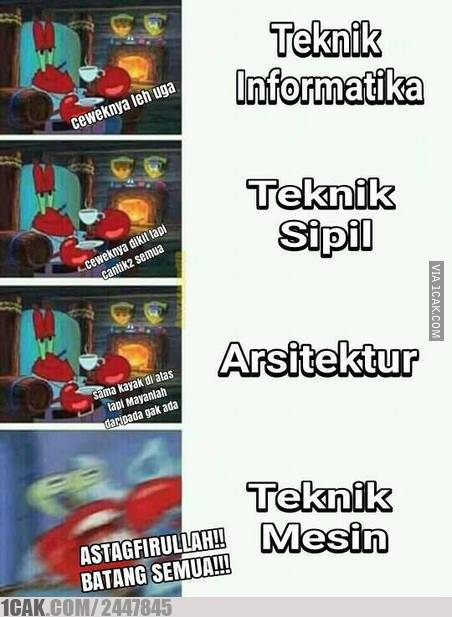 Teknik
Informatika
ceweknya leh uga
Teknik
Sipil
...ceweknya dikit tapi
cantik2 semua
Arsitektur
sama kayak di atas
tapi Mayanlah
daripada gak ada
Teknik
Mesin
ASTAGFIRULLAH!!
BATANG SEMUA!!!
VIA 1CAK.COM/
1CAK.COM/2447845